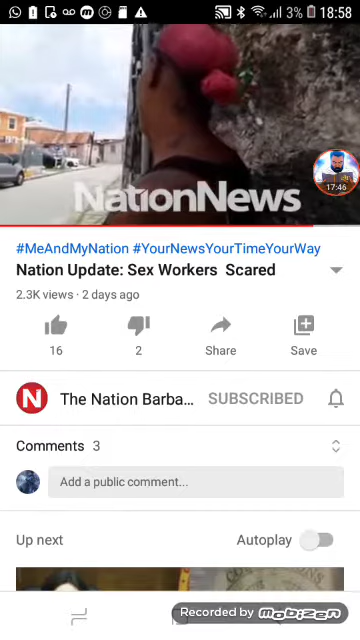 3% 18:58
NationNews
17:46
#MeAndMyNation #YourNewsYourTimeYourWay
Nation Update: Sex Workers Scared
2.3K views · 2 days ago
16 2 Share Save
N The Nation Barba... SUBSCRIBED
Comments 3
Add a public comment...
Up next Autoplay
Recorded by mobizen